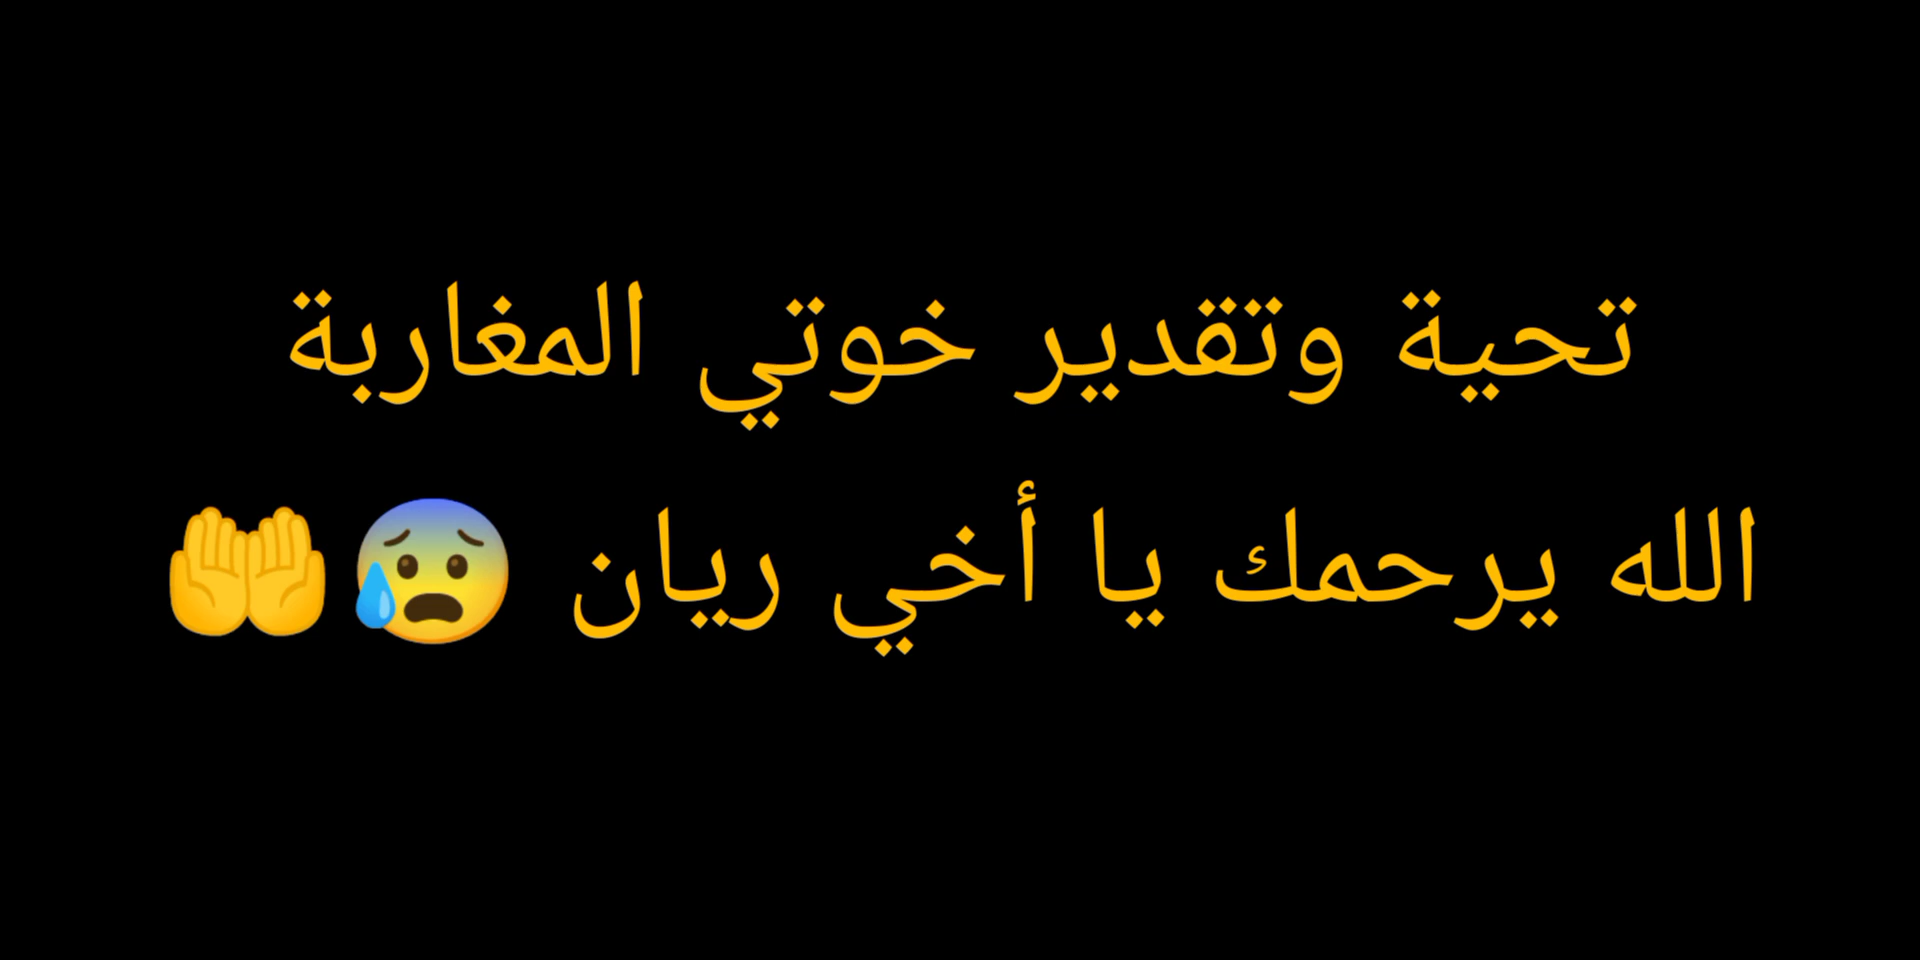 تحية وتقدير خوتي المغاربة
الله يرحمك يا أخي ريان 😰🤲